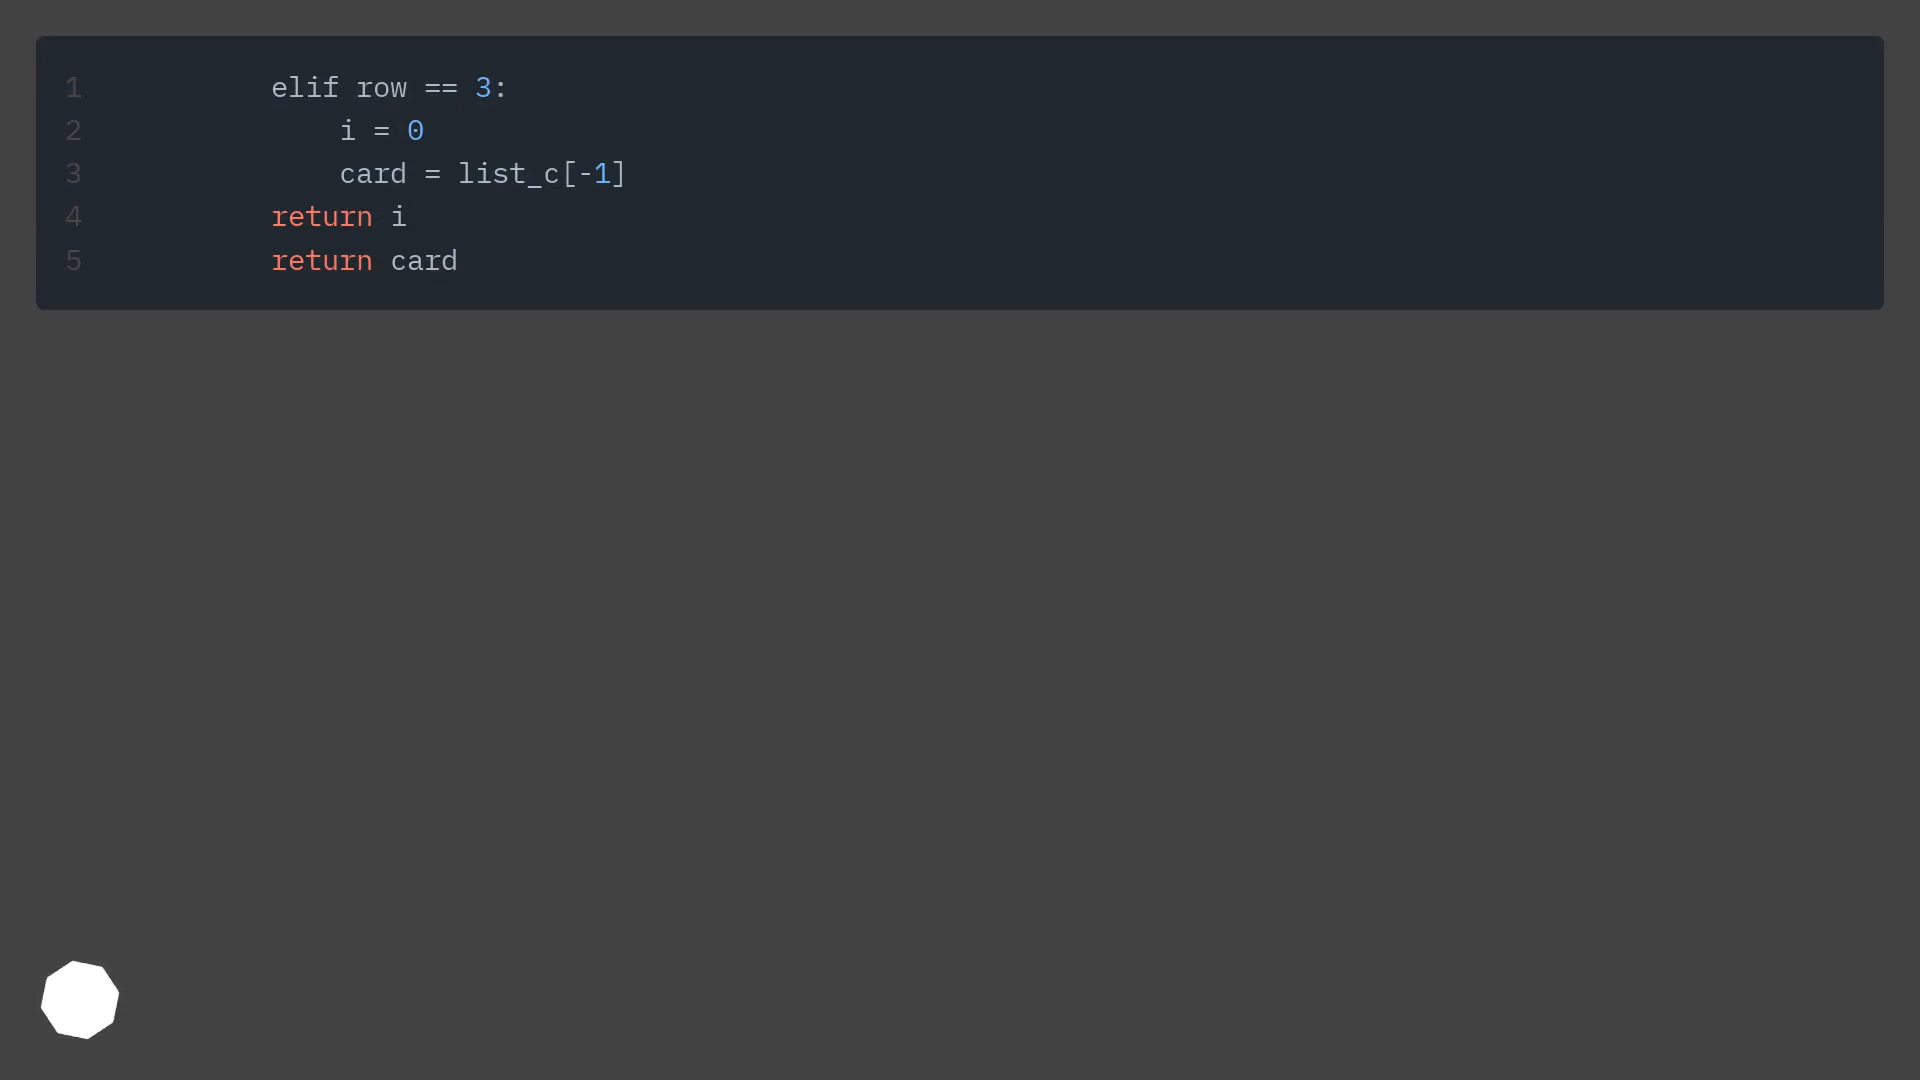 1 elif row == 3:
2 i = 0
3 card = list_c[-1]
4 return i
5 return card